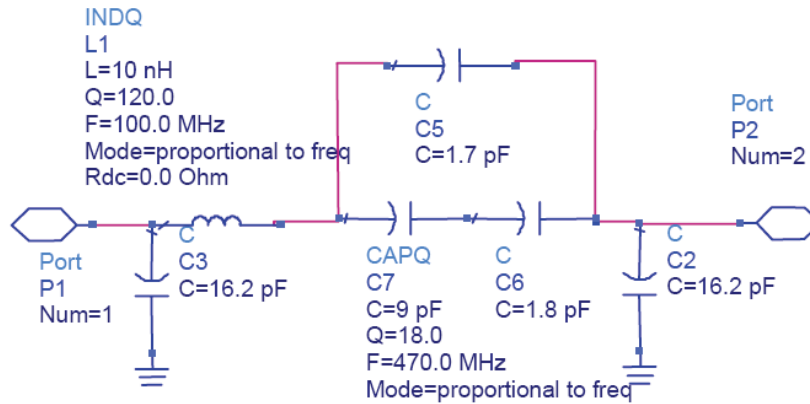 INDQ
L1
L=10 nH
Q=120.0
F=100.0 MHz
Mode=proportional to freq
Rdc=0.0 Ohm
C
C5
C=1.7 pF
Port
P2
Num=2
Port
P1
Num=1
C
C3
C=16.2 pF
CAPQ
C7
C=9 pF
Q=18.0
F=470.0 MHz
Mode=proportional to freq
C
C6
C=1.8 pF
C
C2
C=16.2 pF